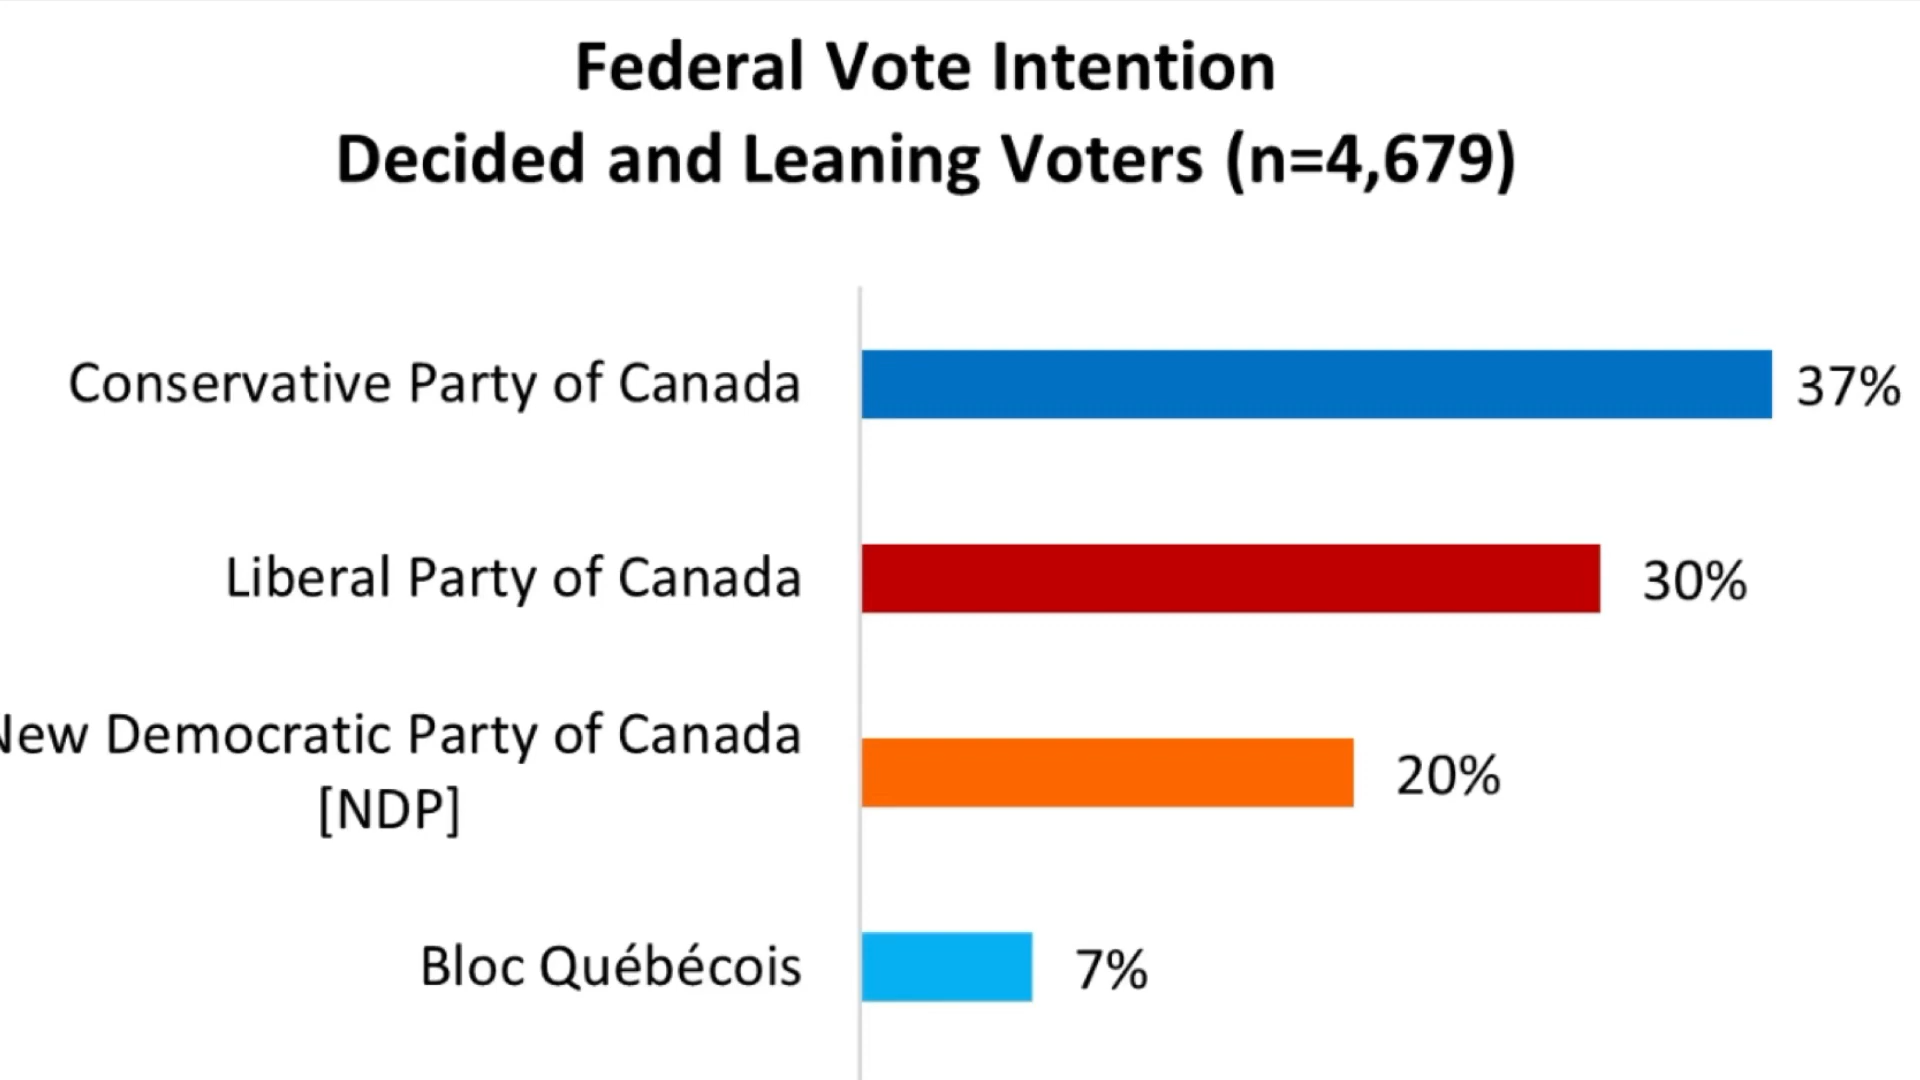 Federal Vote Intention
Decided and Leaning Voters (n=4,679)
Conservative Party of Canada 37%
Liberal Party of Canada 30%
New Democratic Party of Canada
[NDP] 20%
Bloc Québécois 7%